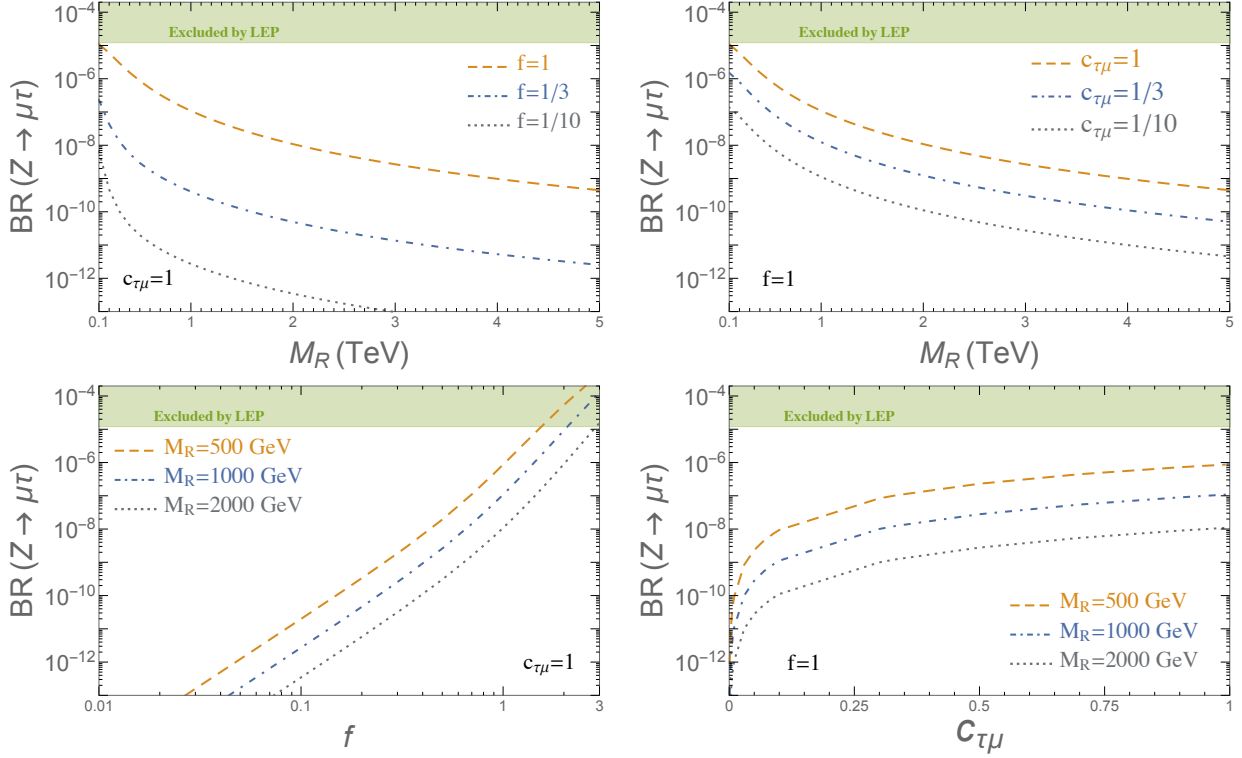 10⁻⁴
10⁻⁶
10⁻⁸
10⁻¹⁰
10⁻¹²
BR (Z → μτ)
Excluded by LEP
f=1
f=1/3
f=1/10
c_τμ=1
0.1 1 2 3 4 5
M_R (TeV)
10⁻⁴
10⁻⁶
10⁻⁸
10⁻¹⁰
10⁻¹²
BR (Z → μτ)
Excluded by LEP
c_τμ=1
c_τμ=1/3
c_τμ=1/10
f=1
0.1 1 2 3 4 5
M_R (TeV)
10⁻⁴
10⁻⁶
10⁻⁸
10⁻¹⁰
10⁻¹²
BR (Z → μτ)
Excluded by LEP
M_R=500 GeV
M_R=1000 GeV
M_R=2000 GeV
c_τμ=1
0.01 0.1 1 3
f
10⁻⁴
10⁻⁶
10⁻⁸
10⁻¹⁰
10⁻¹²
BR (Z → μτ)
Excluded by LEP
M_R=500 GeV
M_R=1000 GeV
M_R=2000 GeV
f=1
0 0.25 0.5 0.75 1
c_τμ